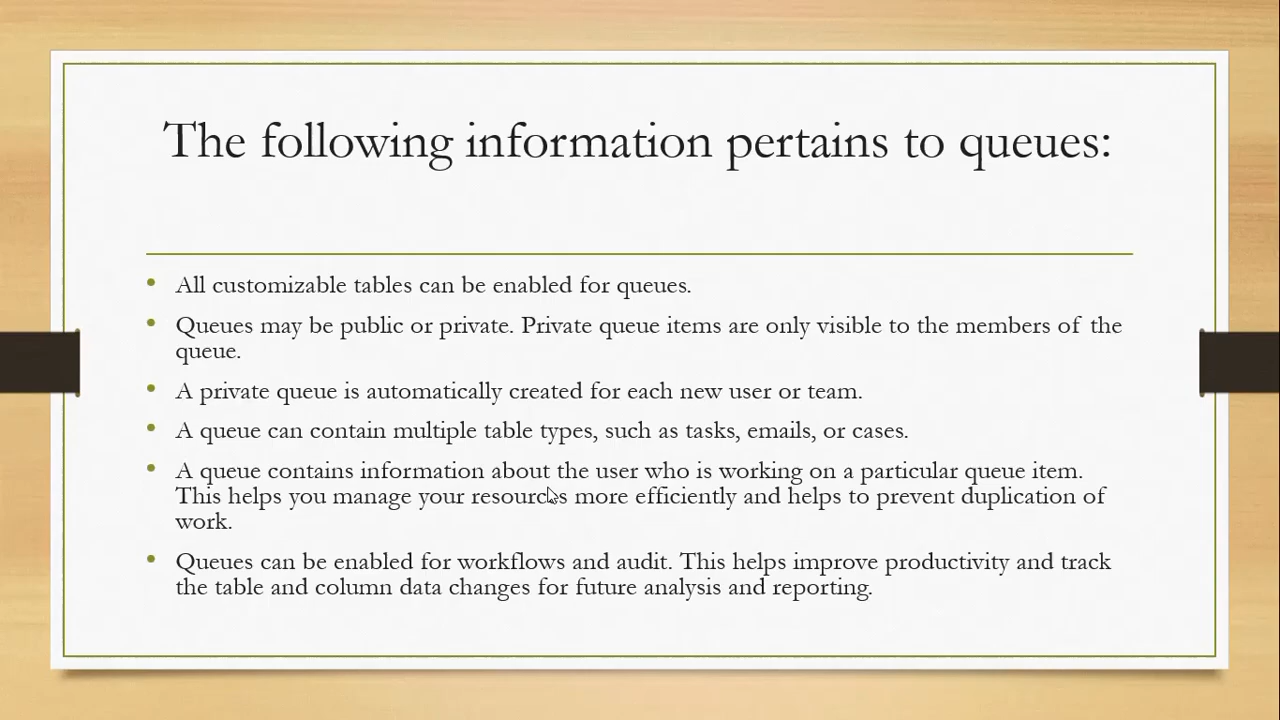 The following information pertains to queues:
• All customizable tables can be enabled for queues.
• Queues may be public or private. Private queue items are only visible to the members of the
queue.
• A private queue is automatically created for each new user or team.
• A queue can contain multiple table types, such as tasks, emails, or cases.
• A queue contains information about the user who is working on a particular queue item.
This helps you manage your resources more efficiently and helps to prevent duplication of
work.
• Queues can be enabled for workflows and audit. This helps improve productivity and track
the table and column data changes for future analysis and reporting.